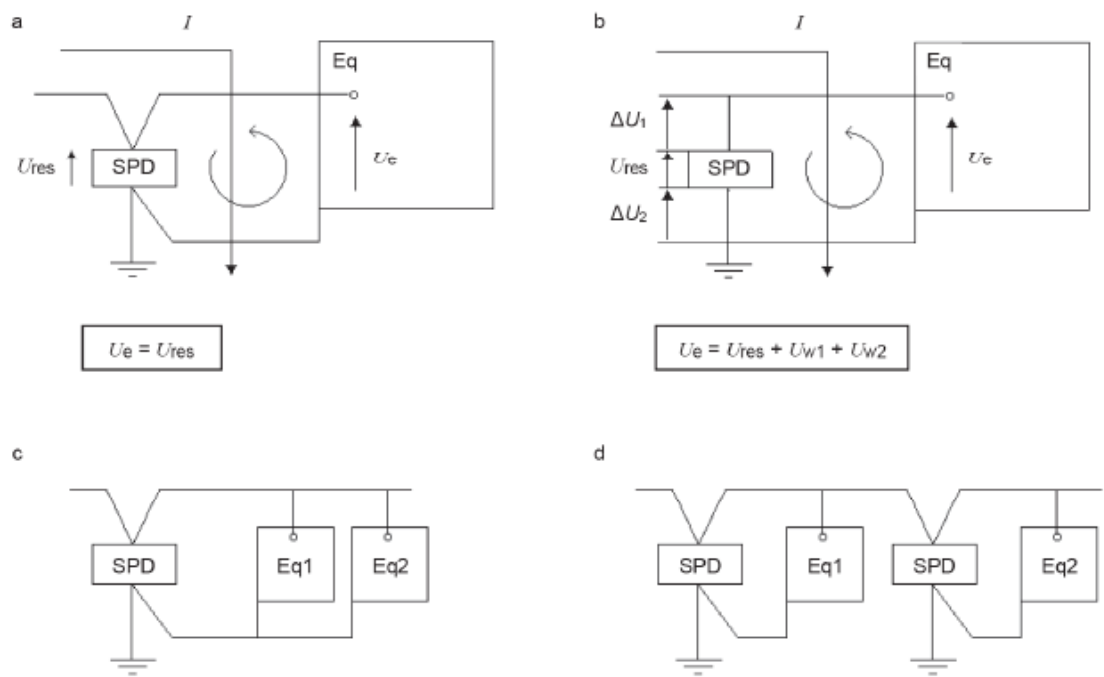 a
I
Eq
Ures
SPD
Ue
Ue = Ures
b
I
Eq
ΔU1
Ures
SPD
Ue
ΔU2
Ue = Ures + Uw1 + Uw2
c
SPD
Eq1
Eq2
d
SPD
Eq1
SPD
Eq2